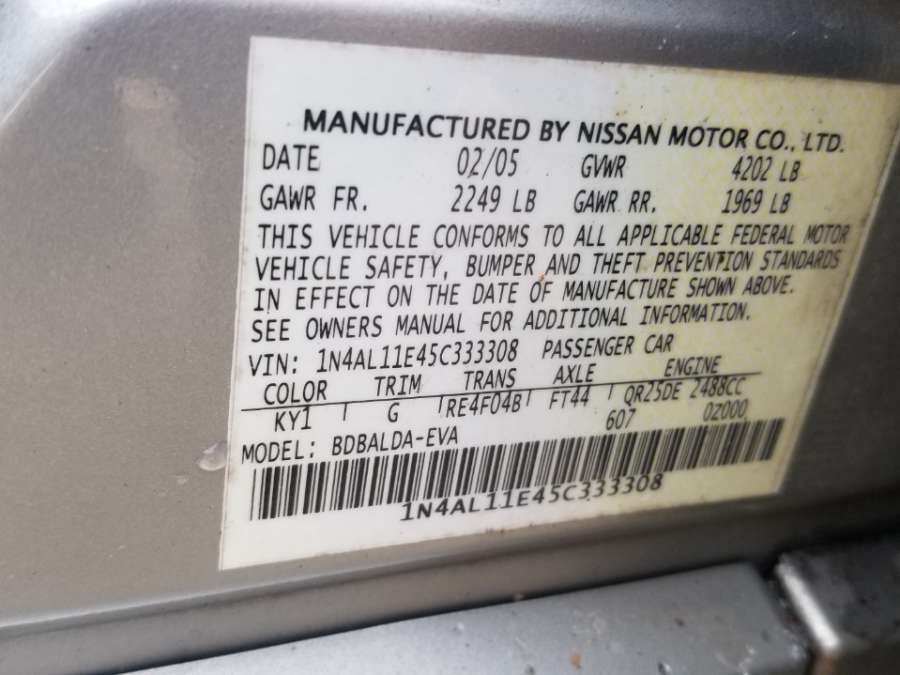 MANUFACTURED BY NISSAN MOTOR CO., LTD.
DATE 02/05 GVWR 4202 LB
GAWR FR. 2249 LB GAWR RR. 1969 LB
THIS VEHICLE CONFORMS TO ALL APPLICABLE FEDERAL MOTOR
VEHICLE SAFETY, BUMPER AND THEFT PREVENTION STANDARDS
IN EFFECT ON THE DATE OF MANUFACTURE SHOWN ABOVE.
SEE OWNERS MANUAL FOR ADDITIONAL INFORMATION.
VIN: 1N4AL11E45C333308 PASSENGER CAR
COLOR TRIM TRANS AXLE ENGINE
KY1 G RE4F04B FT44 QR25DE 2488CC
MODEL: BDBALDA-EVA 607 0Z000
1N4AL11E45C333308